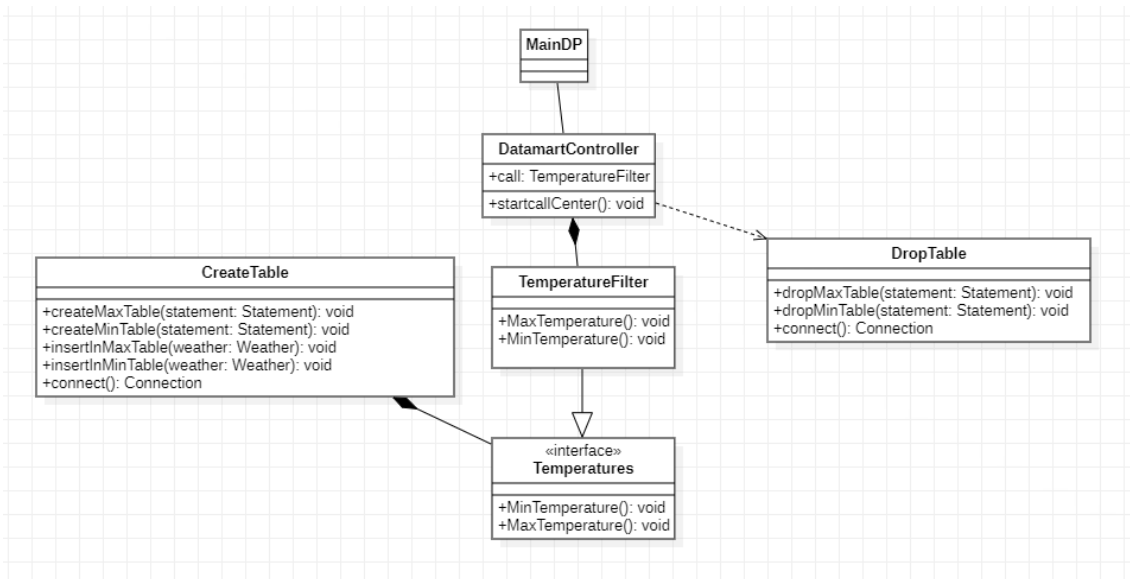 MainDP
DatamartController
+call: TemperatureFilter
+startcallCenter(): void
CreateTable
+createMaxTable(statement: Statement): void
+createMinTable(statement: Statement): void
+insertInMaxTable(weather: Weather): void
+insertInMinTable(weather: Weather): void
+connect(): Connection
TemperatureFilter
+MaxTemperature(): void
+MinTemperature(): void
DropTable
+dropMaxTable(statement: Statement): void
+dropMinTable(statement: Statement): void
+connect(): Connection
«interface»
Temperatures
+MinTemperature(): void
+MaxTemperature(): void